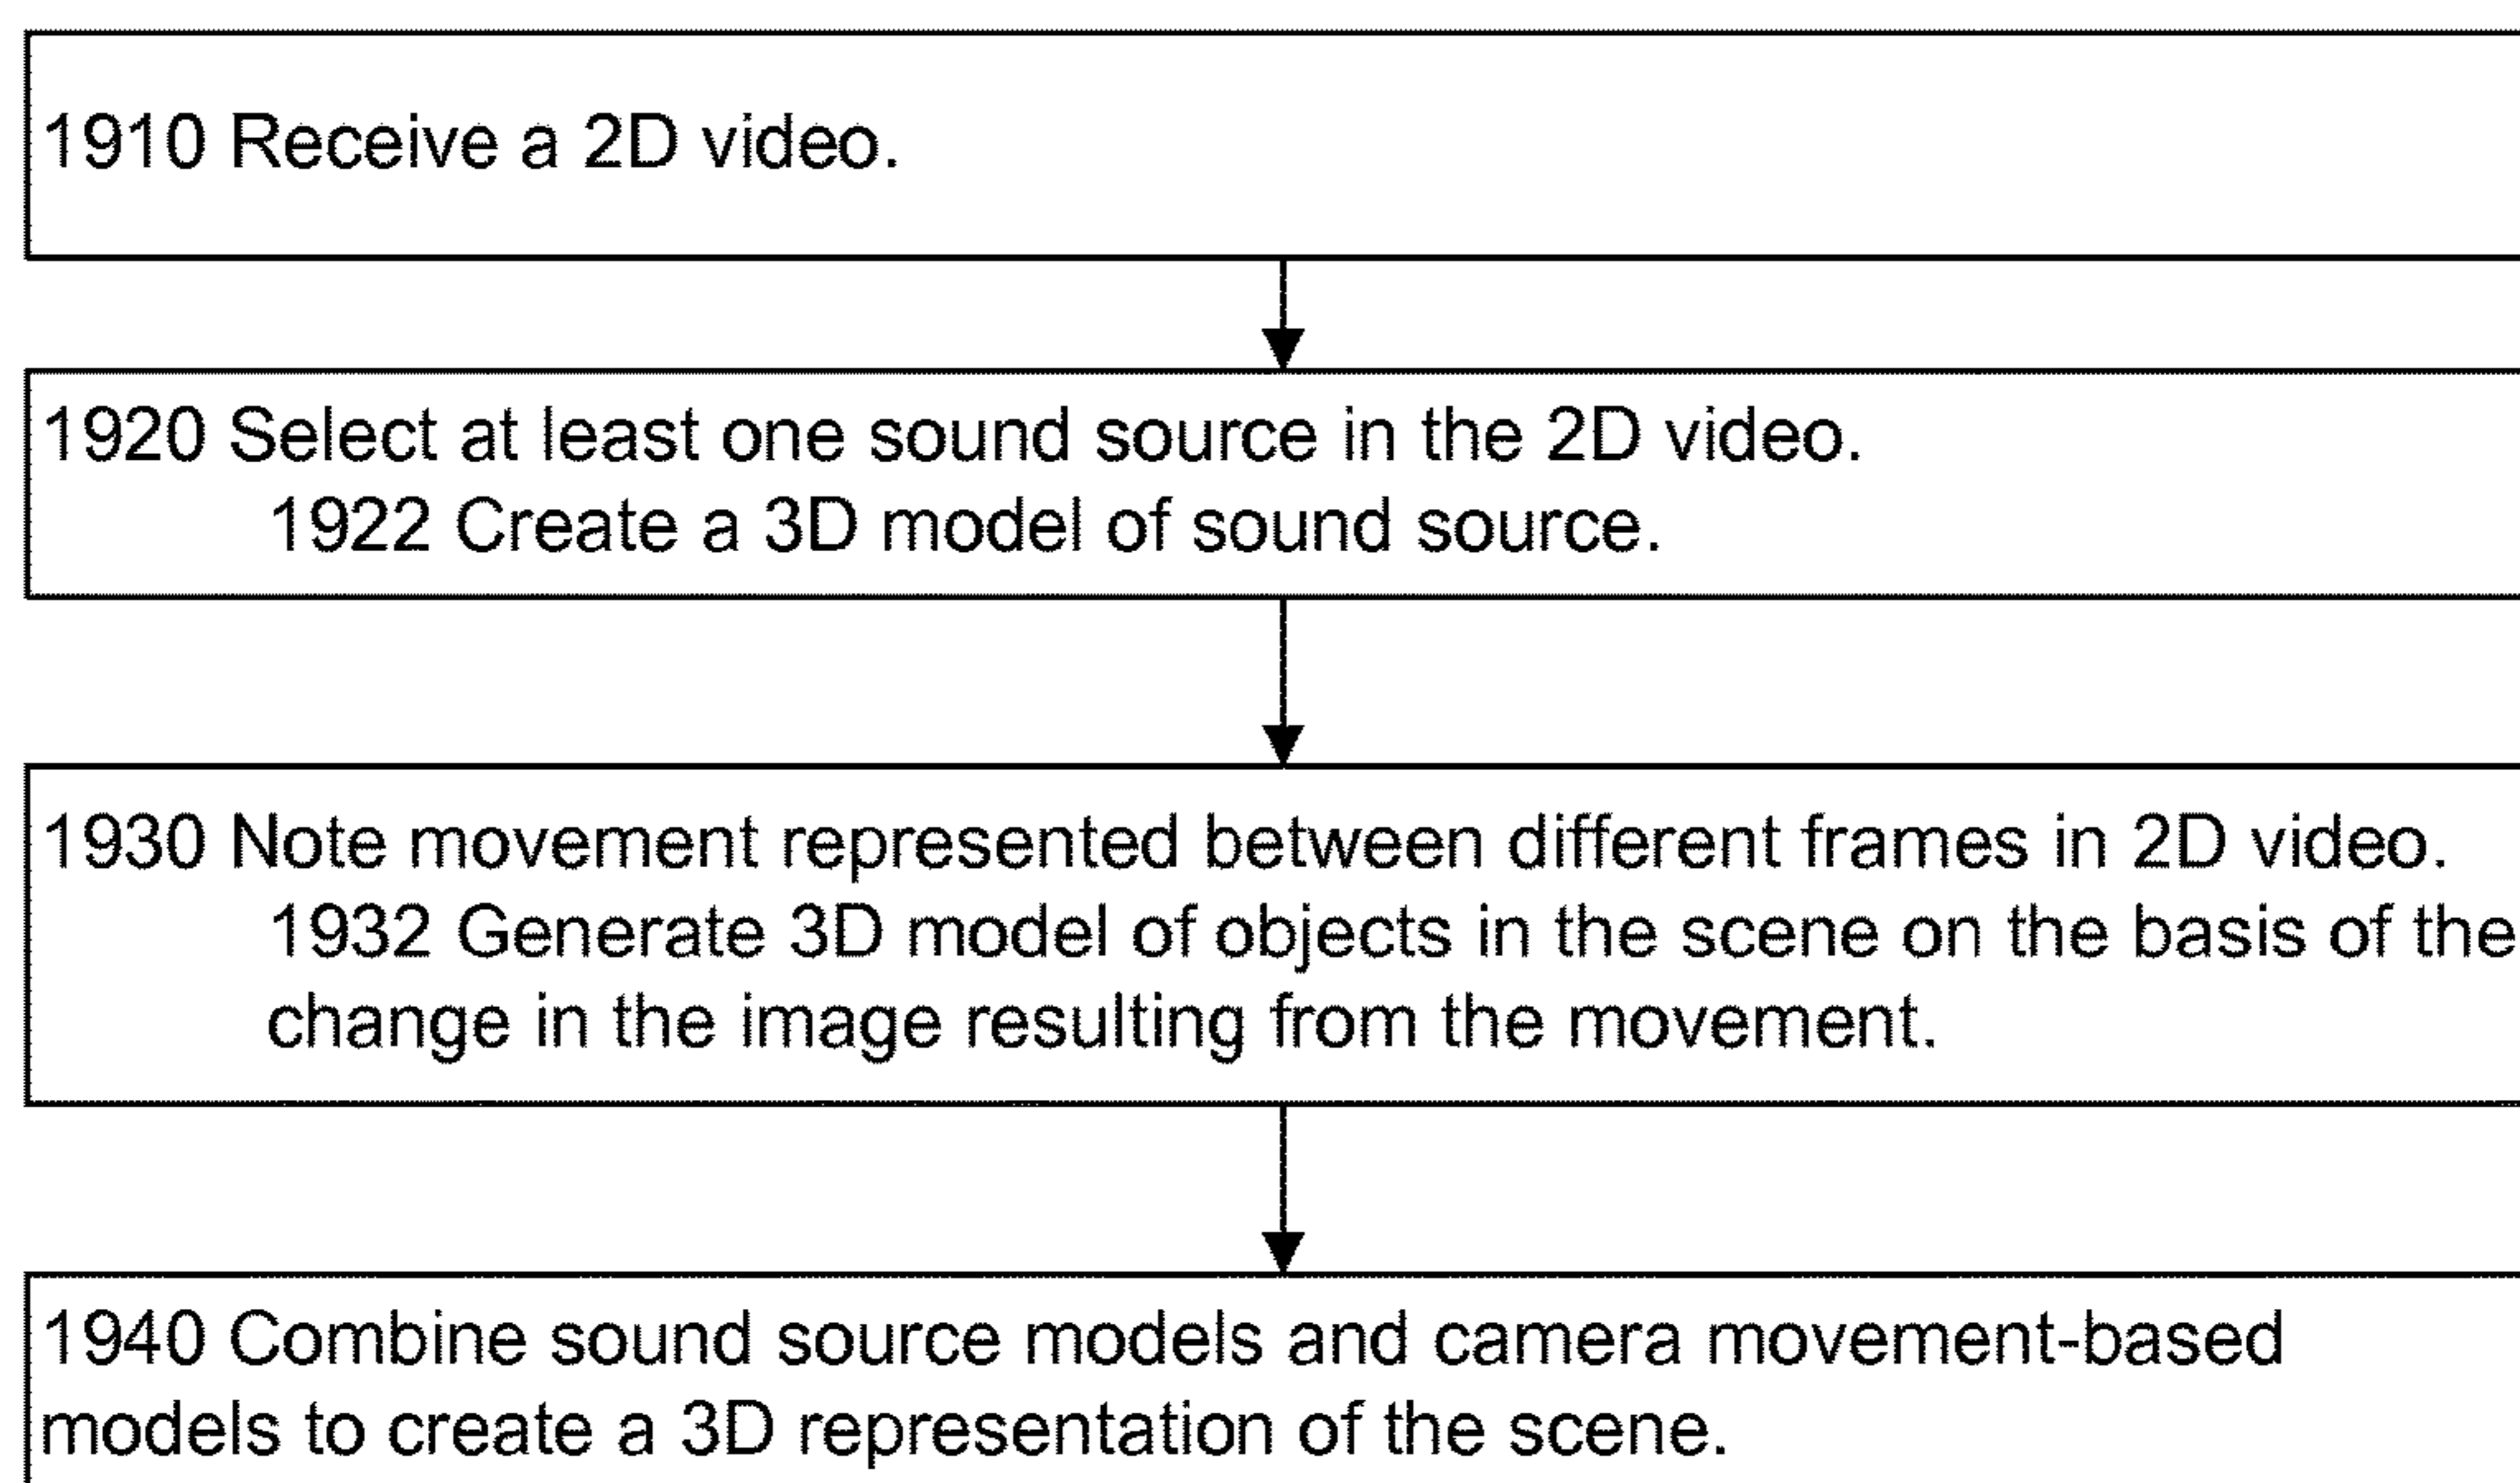 1910 Receive a 2D video.
1920 Select at least one sound source in the 2D video.
1922 Create a 3D model of sound source.
1930 Note movement represented between different frames in 2D video.
1932 Generate 3D model of objects in the scene on the basis of the
change in the image resulting from the movement.
1940 Combine sound source models and camera movement-based
models to create a 3D representation of the scene.